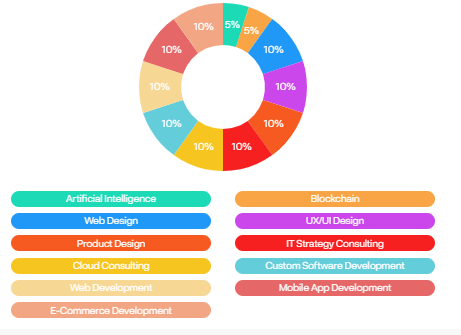 5%
5%
10%
10%
10%
10%
10%
10%
10%
10%
10%
Artificial Intelligence
Blockchain
Web Design
UX/UI Design
Product Design
IT Strategy Consulting
Cloud Consulting
Custom Software Development
Web Development
Mobile App Development
E-Commerce Development